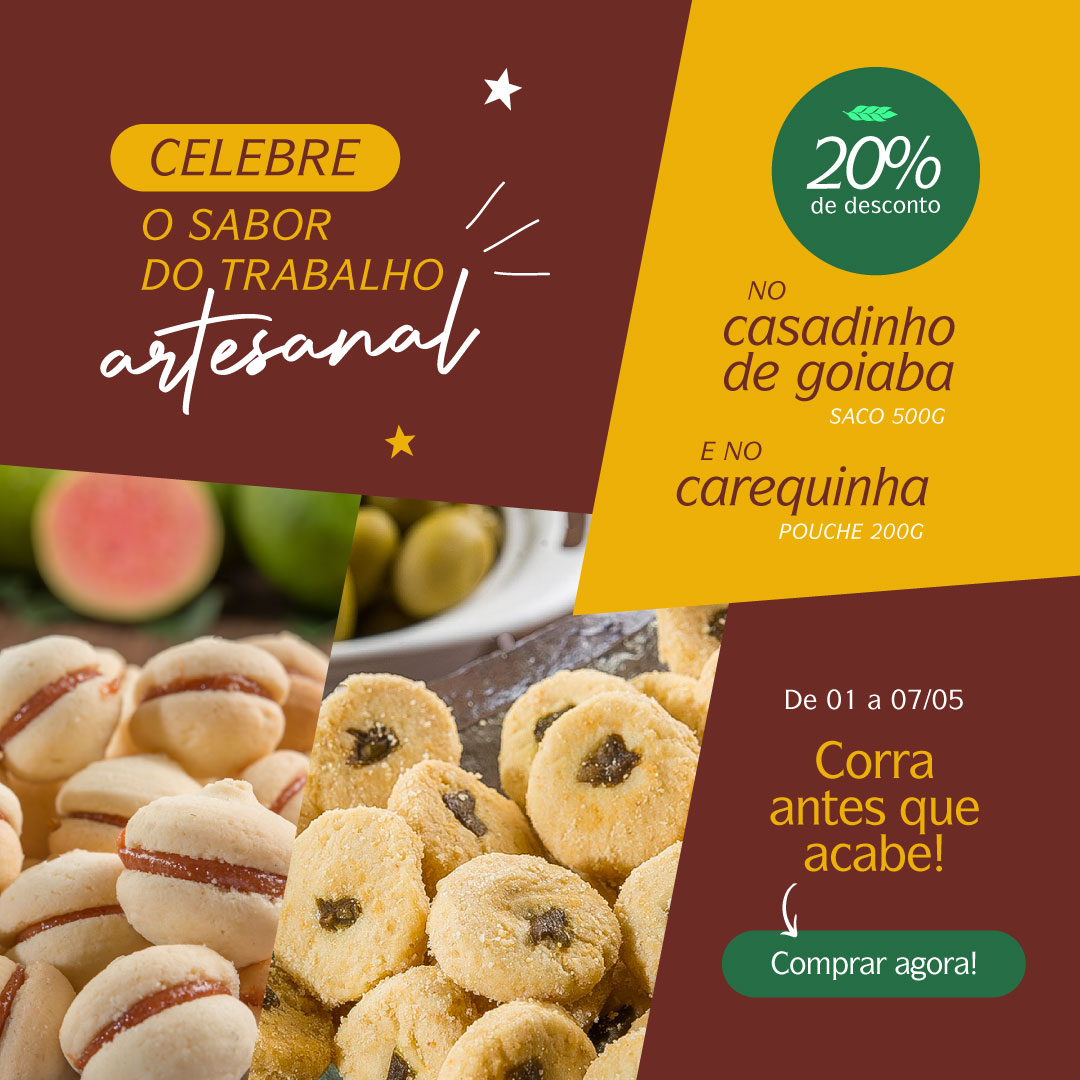 CELEBRE
O SABOR
DO TRABALHO
artesanal
20%
de desconto
NO
casadinho
de goiaba
SACO 500G
E NO
carequinha
POUCHE 200G
De 01 a 07/05
Corra
antes que
acabe!
Comprar agora!